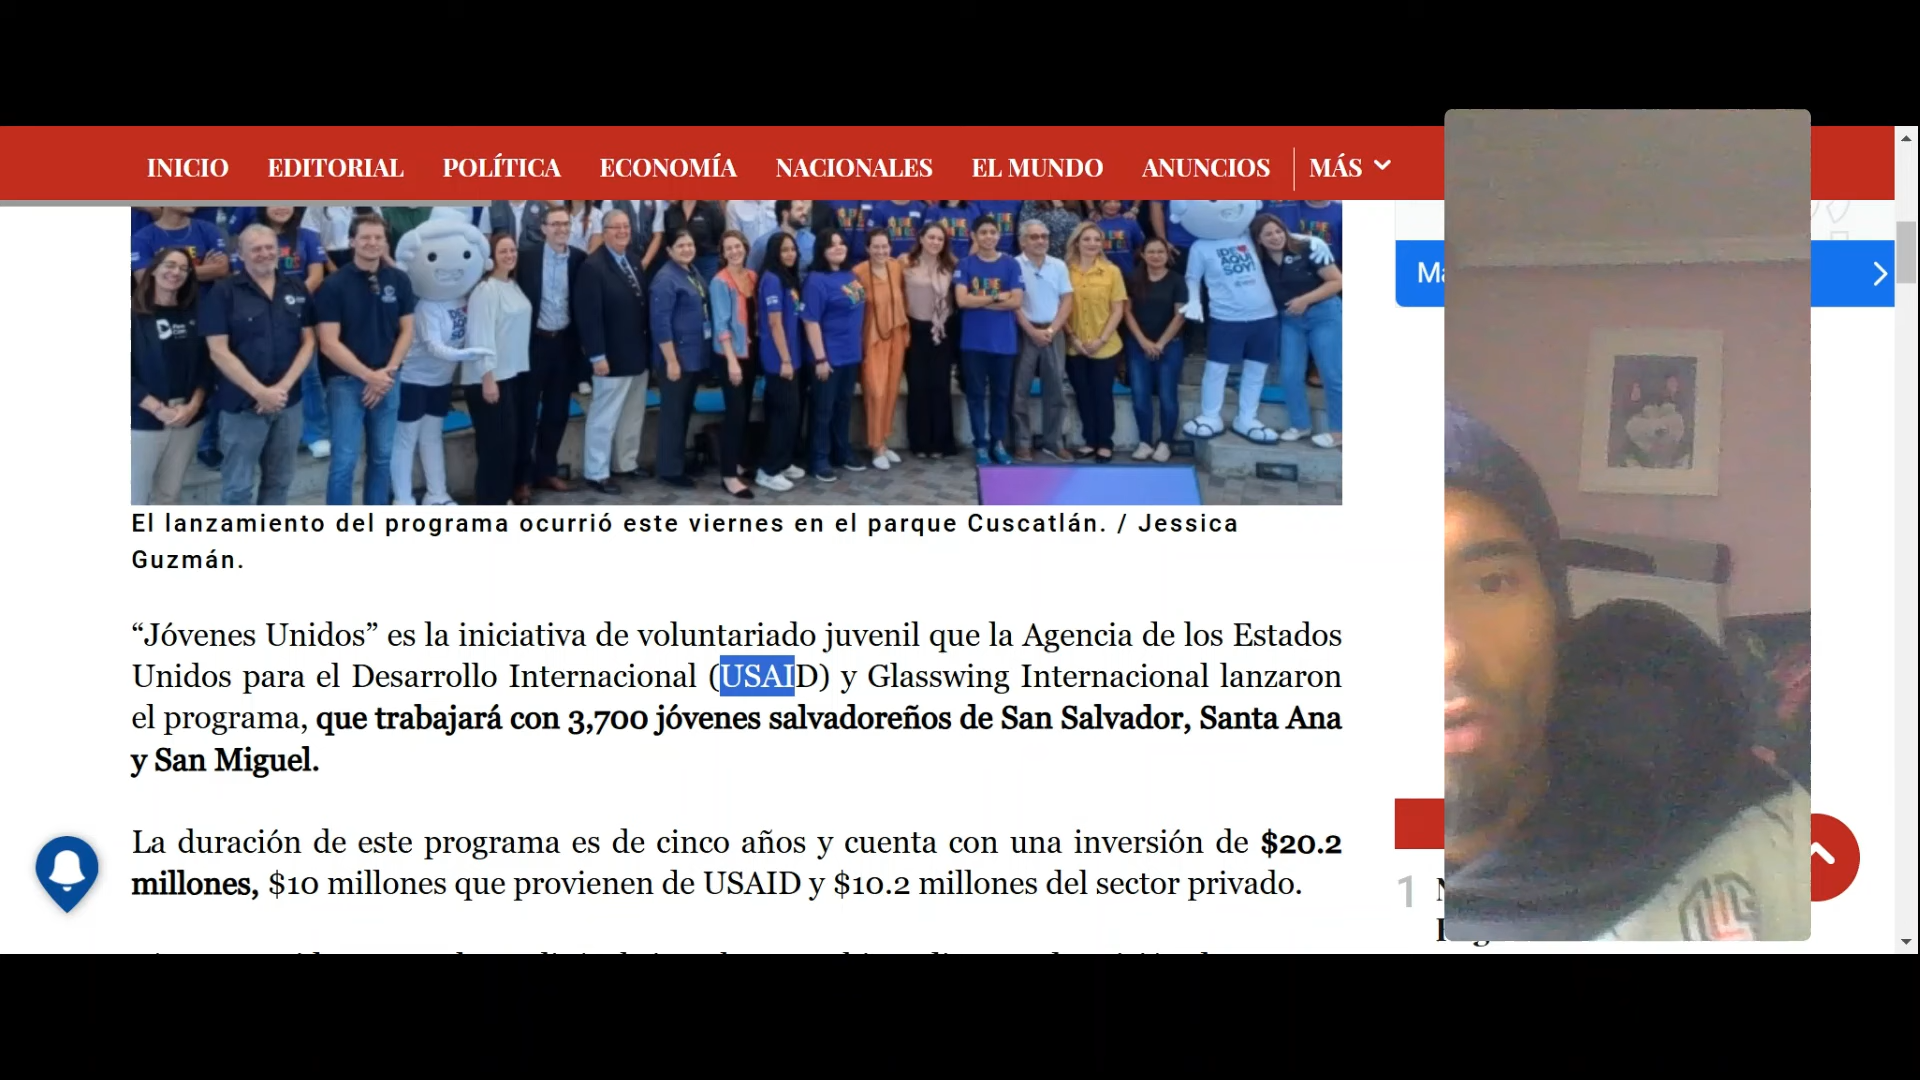 INICIO EDITORIAL POLÍTICA ECONOMÍA NACIONALES EL MUNDO ANUNCIOS MÁS
¡DE AQUÍ SOY!
El lanzamiento del programa ocurrió este viernes en el parque Cuscatlán. / Jessica
Guzmán.
“Jóvenes Unidos” es la iniciativa de voluntariado juvenil que la Agencia de los Estados
Unidos para el Desarrollo Internacional (USAID) y Glasswing Internacional lanzaron
el programa, que trabajará con 3,700 jóvenes salvadoreños de San Salvador, Santa Ana
y San Miguel.
La duración de este programa es de cinco años y cuenta con una inversión de $20.2
millones, $10 millones que provienen de USAID y $10.2 millones del sector privado.
1